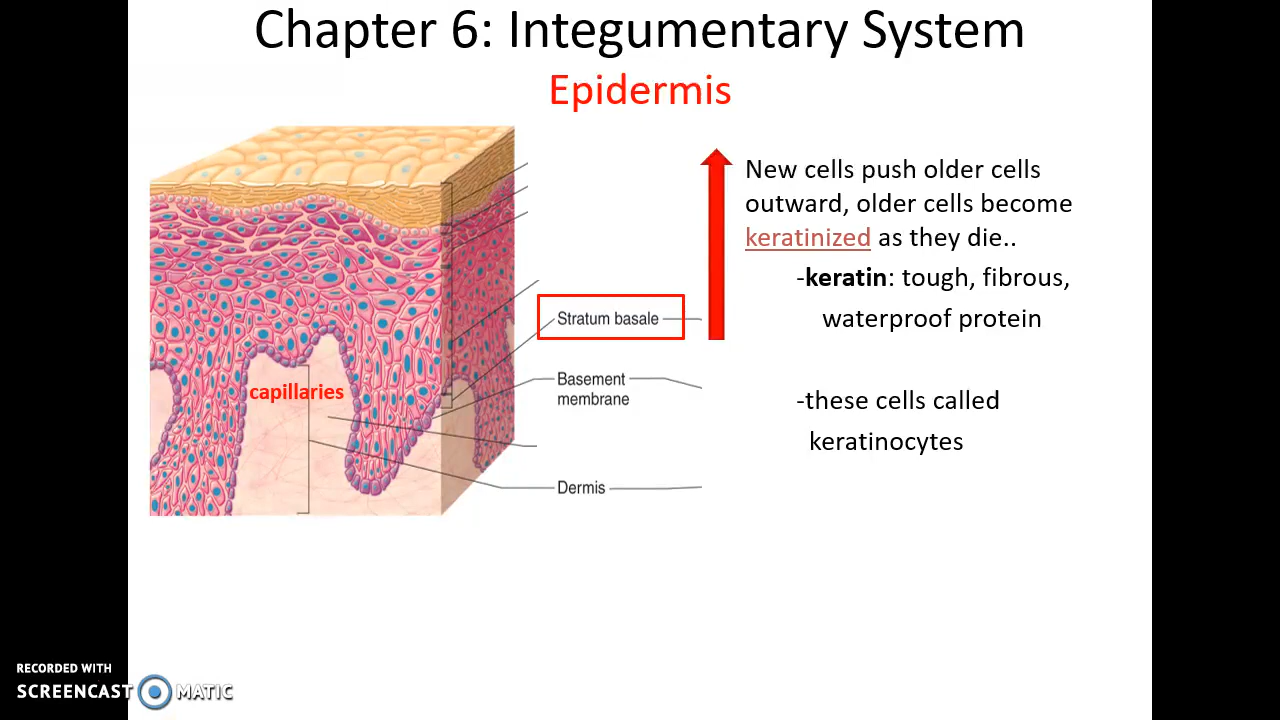 Chapter 6: Integumentary System
Epidermis
New cells push older cells
outward, older cells become
keratinized as they die..
-keratin: tough, fibrous,
waterproof protein
-these cells called
keratinocytes
Stratum basale
Basement
membrane
capillaries
Dermis
RECORDED WITH
SCREENCAST MATIC